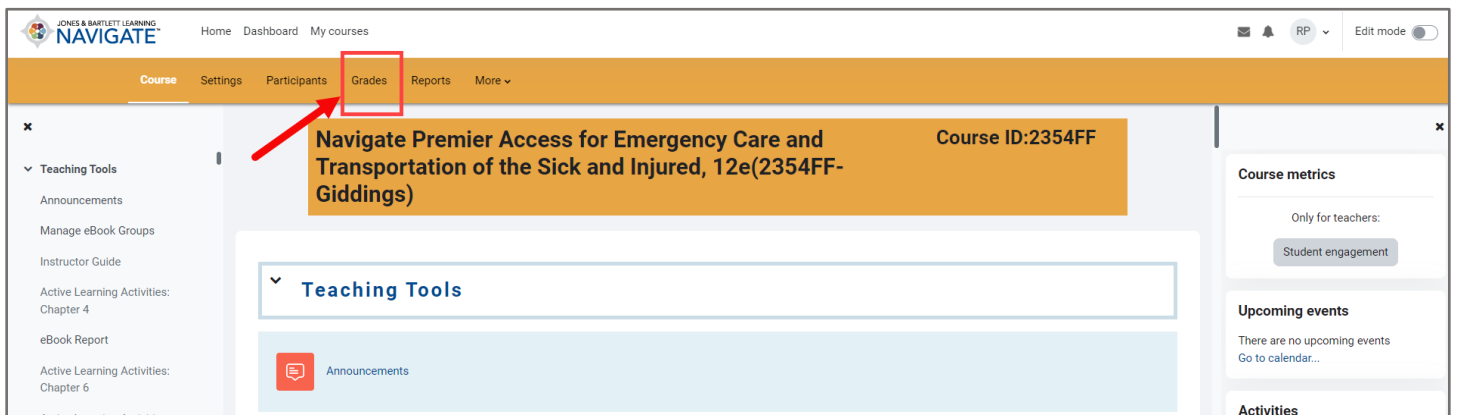 JONES & BARTLETT LEARNING
NAVIGATE™
Home Dashboard My courses
RP
Edit mode
Course Settings Participants Grades Reports More
Teaching Tools
Announcements
Manage eBook Groups
Instructor Guide
Active Learning Activities:
Chapter 4
eBook Report
Active Learning Activities:
Chapter 6
Navigate Premier Access for Emergency Care and
Transportation of the Sick and Injured, 12e(2354FF-
Giddings)
Course ID:2354FF
Teaching Tools
Announcements
Course metrics
Only for teachers:
Student engagement
Upcoming events
There are no upcoming events
Go to calendar...
Activities